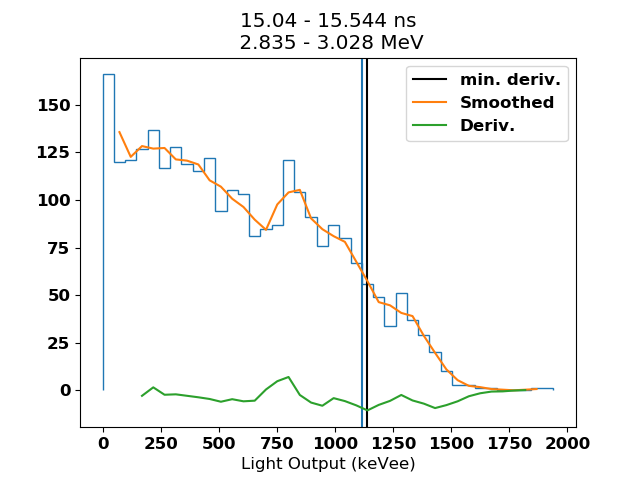 15.04 - 15.544 ns
2.835 - 3.028 MeV
min. deriv.
Smoothed
Deriv.
150
125
100
75
50
25
0
0 250 500 750 1000 1250 1500 1750 2000
Light Output (keVee)